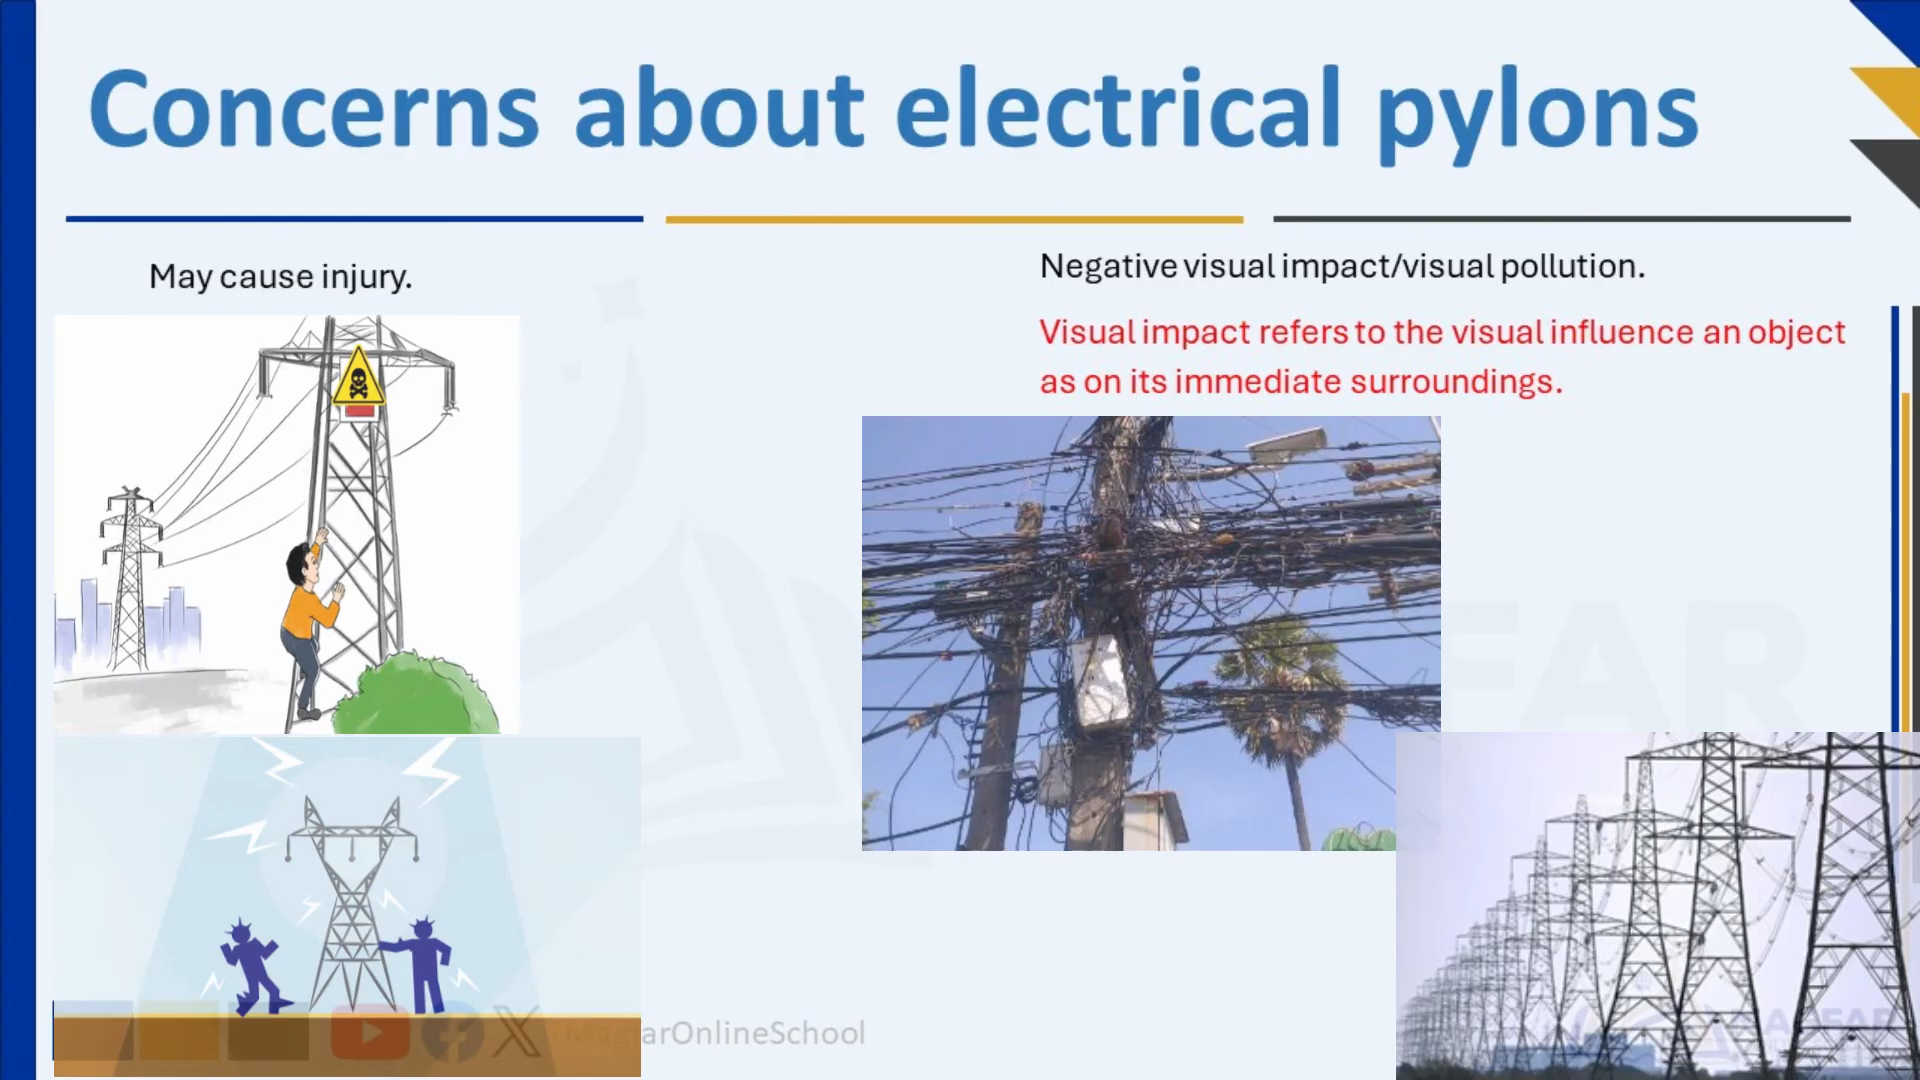 Concerns about electrical pylons
May cause injury.
Negative visual impact/visual pollution.
Visual impact refers to the visual influence an object
as on its immediate surroundings.
arOnlineSchool